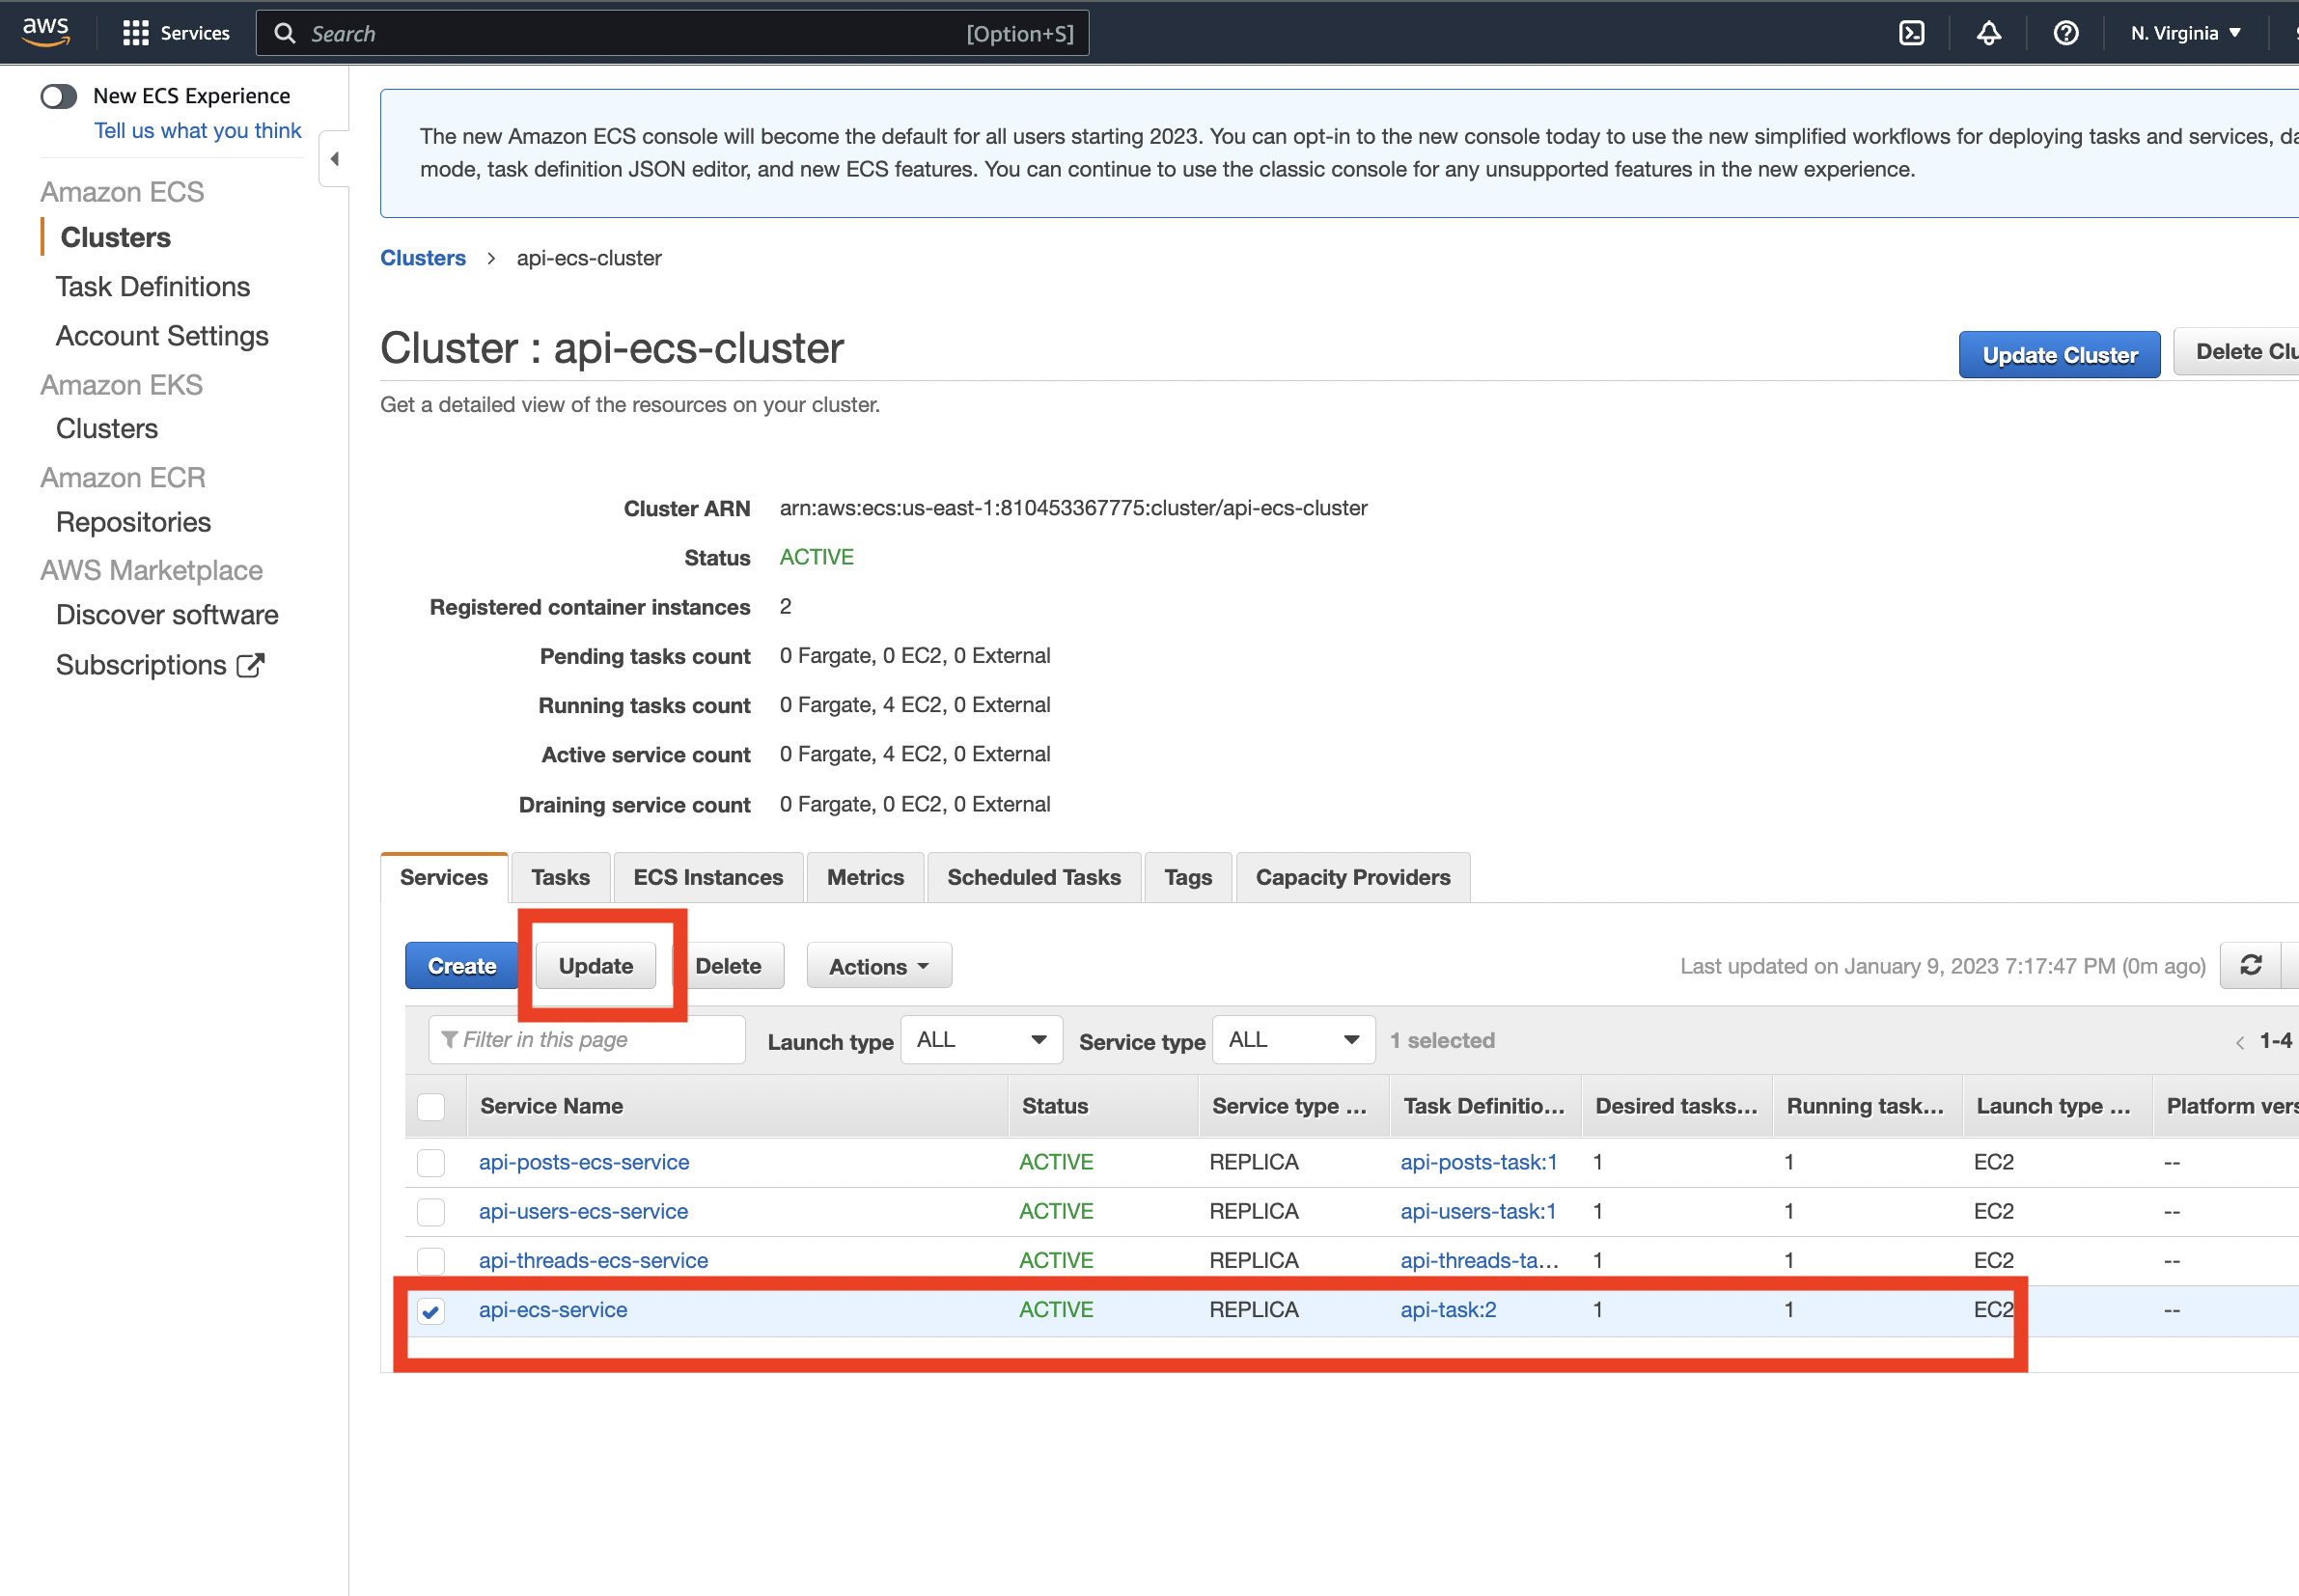 aws Services Search [Option+S] N. Virginia
New ECS Experience
Tell us what you think
Amazon ECS
Clusters
Task Definitions
Account Settings
Amazon EKS
Clusters
Amazon ECR
Repositories
AWS Marketplace
Discover software
Subscriptions
The new Amazon ECS console will become the default for all users starting 2023. You can opt-in to the new console today to use the new simplified workflows for deploying tasks and services,
mode, task definition JSON editor, and new ECS features. You can continue to use the classic console for any unsupported features in the new experience.
Clusters > api-ecs-cluster
Cluster : api-ecs-cluster
Update Cluster Delete Clu
Get a detailed view of the resources on your cluster.
Cluster ARN arn:aws:ecs:us-east-1:810453367775:cluster/api-ecs-cluster
Status ACTIVE
Registered container instances 2
Pending tasks count 0 Fargate, 0 EC2, 0 External
Running tasks count 0 Fargate, 4 EC2, 0 External
Active service count 0 Fargate, 4 EC2, 0 External
Draining service count 0 Fargate, 0 EC2, 0 External
Services Tasks ECS Instances Metrics Scheduled Tasks Tags Capacity Providers
Create Update Delete Actions Last updated on January 9, 2023 7:17:47 PM (0m ago)
Filter in this page Launch type ALL Service type ALL 1 selected < 1-4
Service Name Status Service type ... Task Definitio... Desired tasks... Running task... Launch type ... Platform vers
api-posts-ecs-service ACTIVE REPLICA api-posts-task:1 1 1 EC2 --
api-users-ecs-service ACTIVE REPLICA api-users-task:1 1 1 EC2 --
api-threads-ecs-service ACTIVE REPLICA api-threads-ta... 1 1 EC2 --
api-ecs-service ACTIVE REPLICA api-task:2 1 1 EC2 --